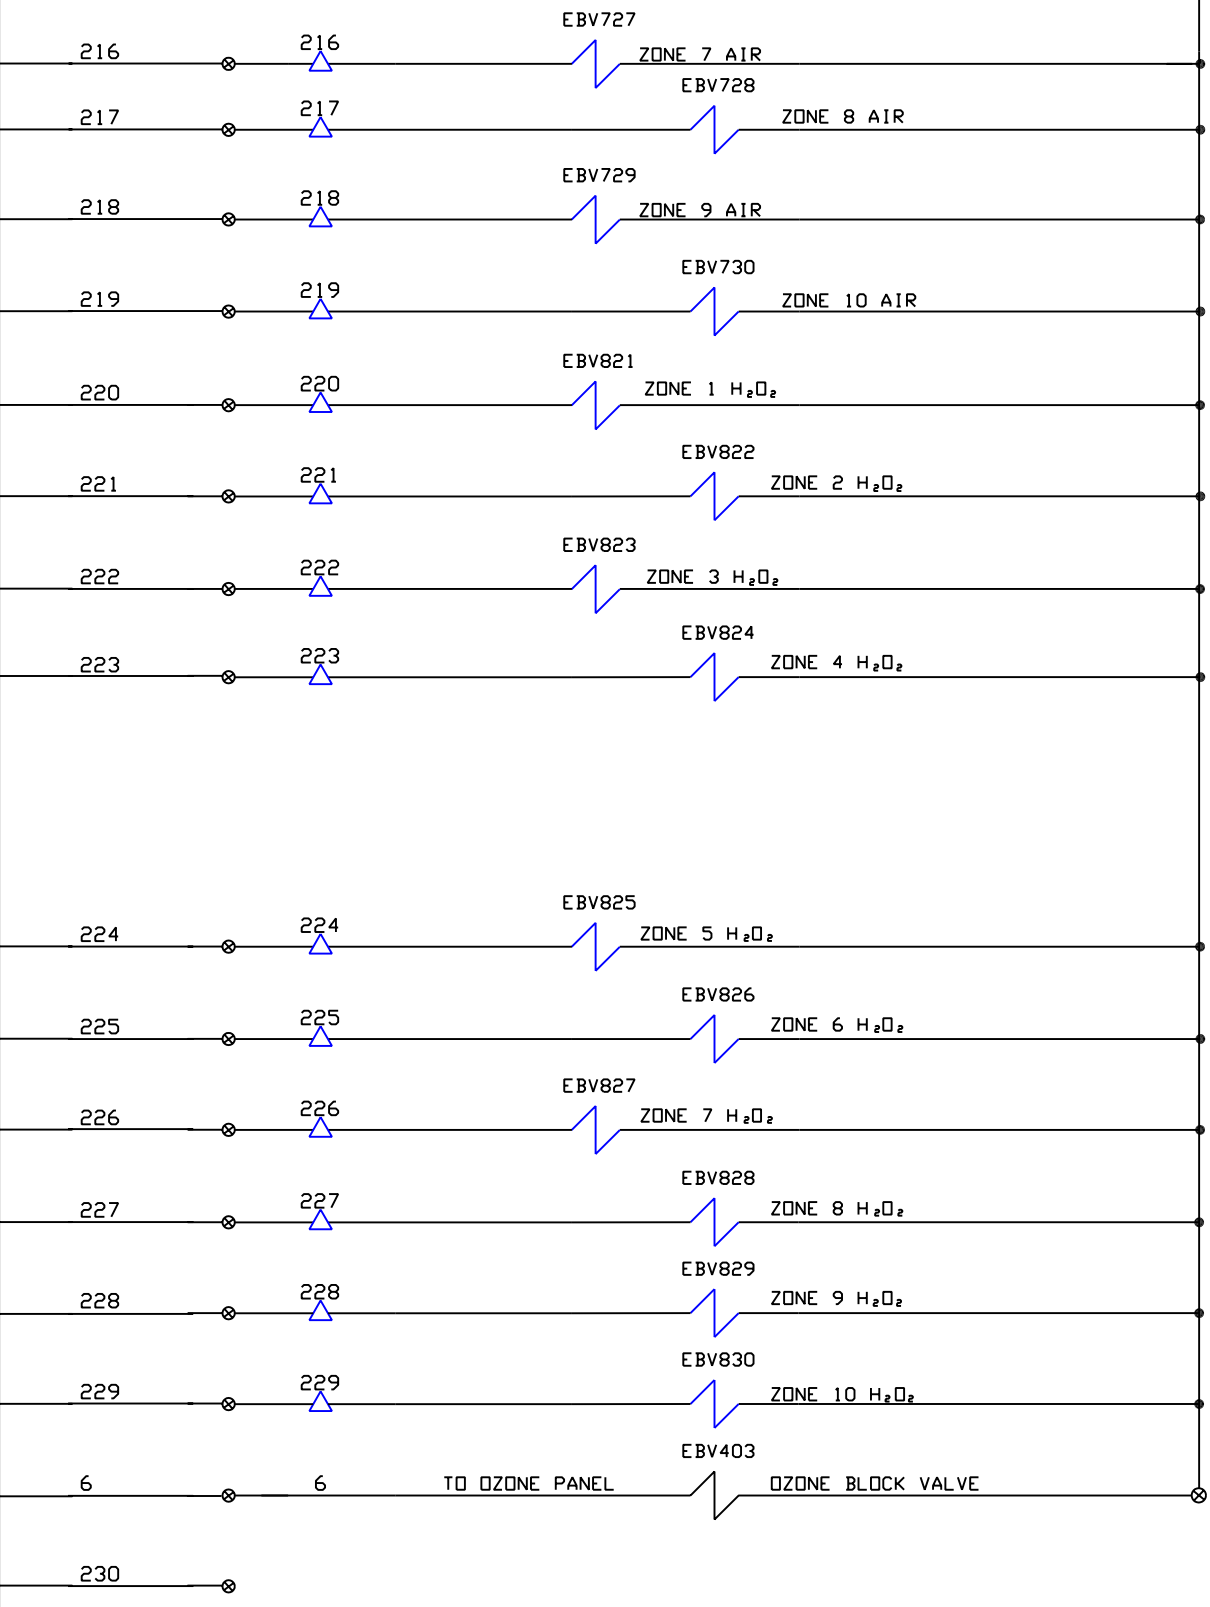 EBV727
216 216 ZONE 7 AIR
EBV728
217 217 ZONE 8 AIR
EBV729
218 218 ZONE 9 AIR
EBV730
219 219 ZONE 10 AIR
EBV821
220 220 ZONE 1 H₂O₂
EBV822
221 221 ZONE 2 H₂O₂
EBV823
222 222 ZONE 3 H₂O₂
EBV824
223 223 ZONE 4 H₂O₂
EBV825
224 224 ZONE 5 H₂O₂
EBV826
225 225 ZONE 6 H₂O₂
EBV827
226 226 ZONE 7 H₂O₂
EBV828
227 227 ZONE 8 H₂O₂
EBV829
228 228 ZONE 9 H₂O₂
EBV830
229 229 ZONE 10 H₂O₂
EBV403
6 6 TO OZONE PANEL OZONE BLOCK VALVE
230